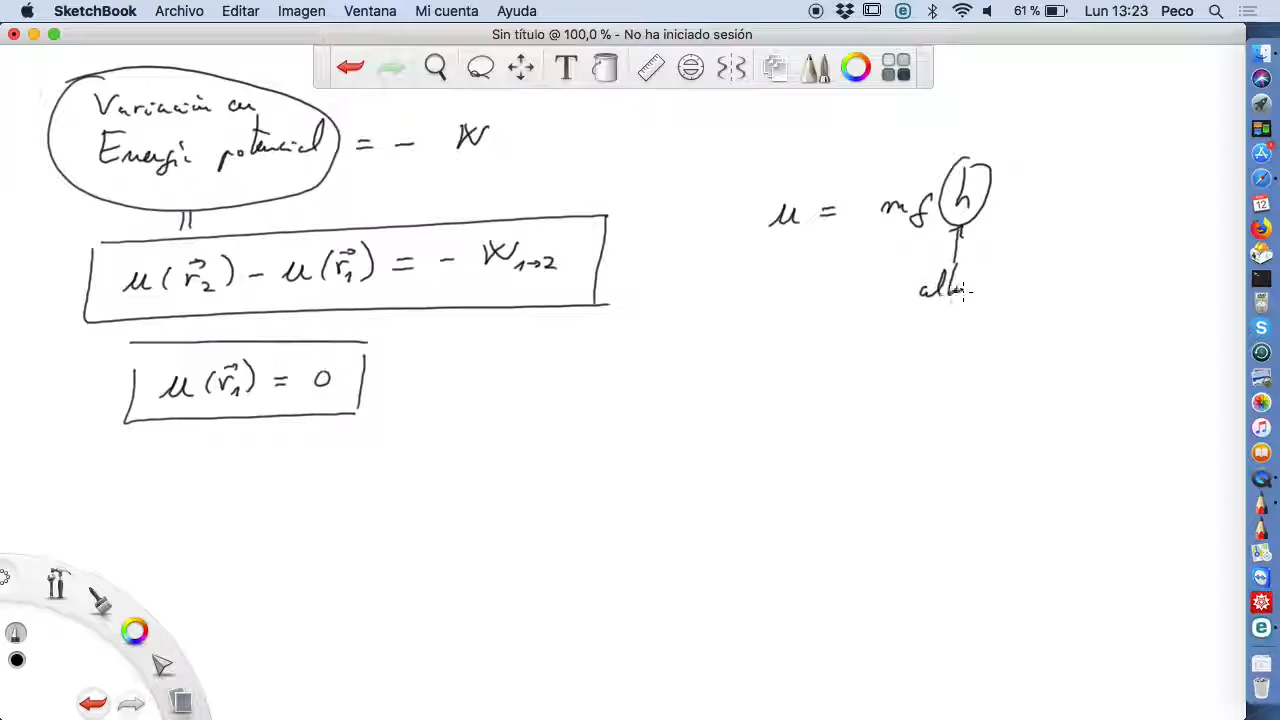 SketchBook Archivo Editar Imagen Ventana Mi cuenta Ayuda 61 % Lun 13:23 Peco
Sin título @ 100,0 % - No ha iniciado sesión
Variación en
Energía potencial = - W
u(r⃗₂) - u(r⃗₁) = - W₁→₂
u(r⃗₁) = 0
u = mg h
alt